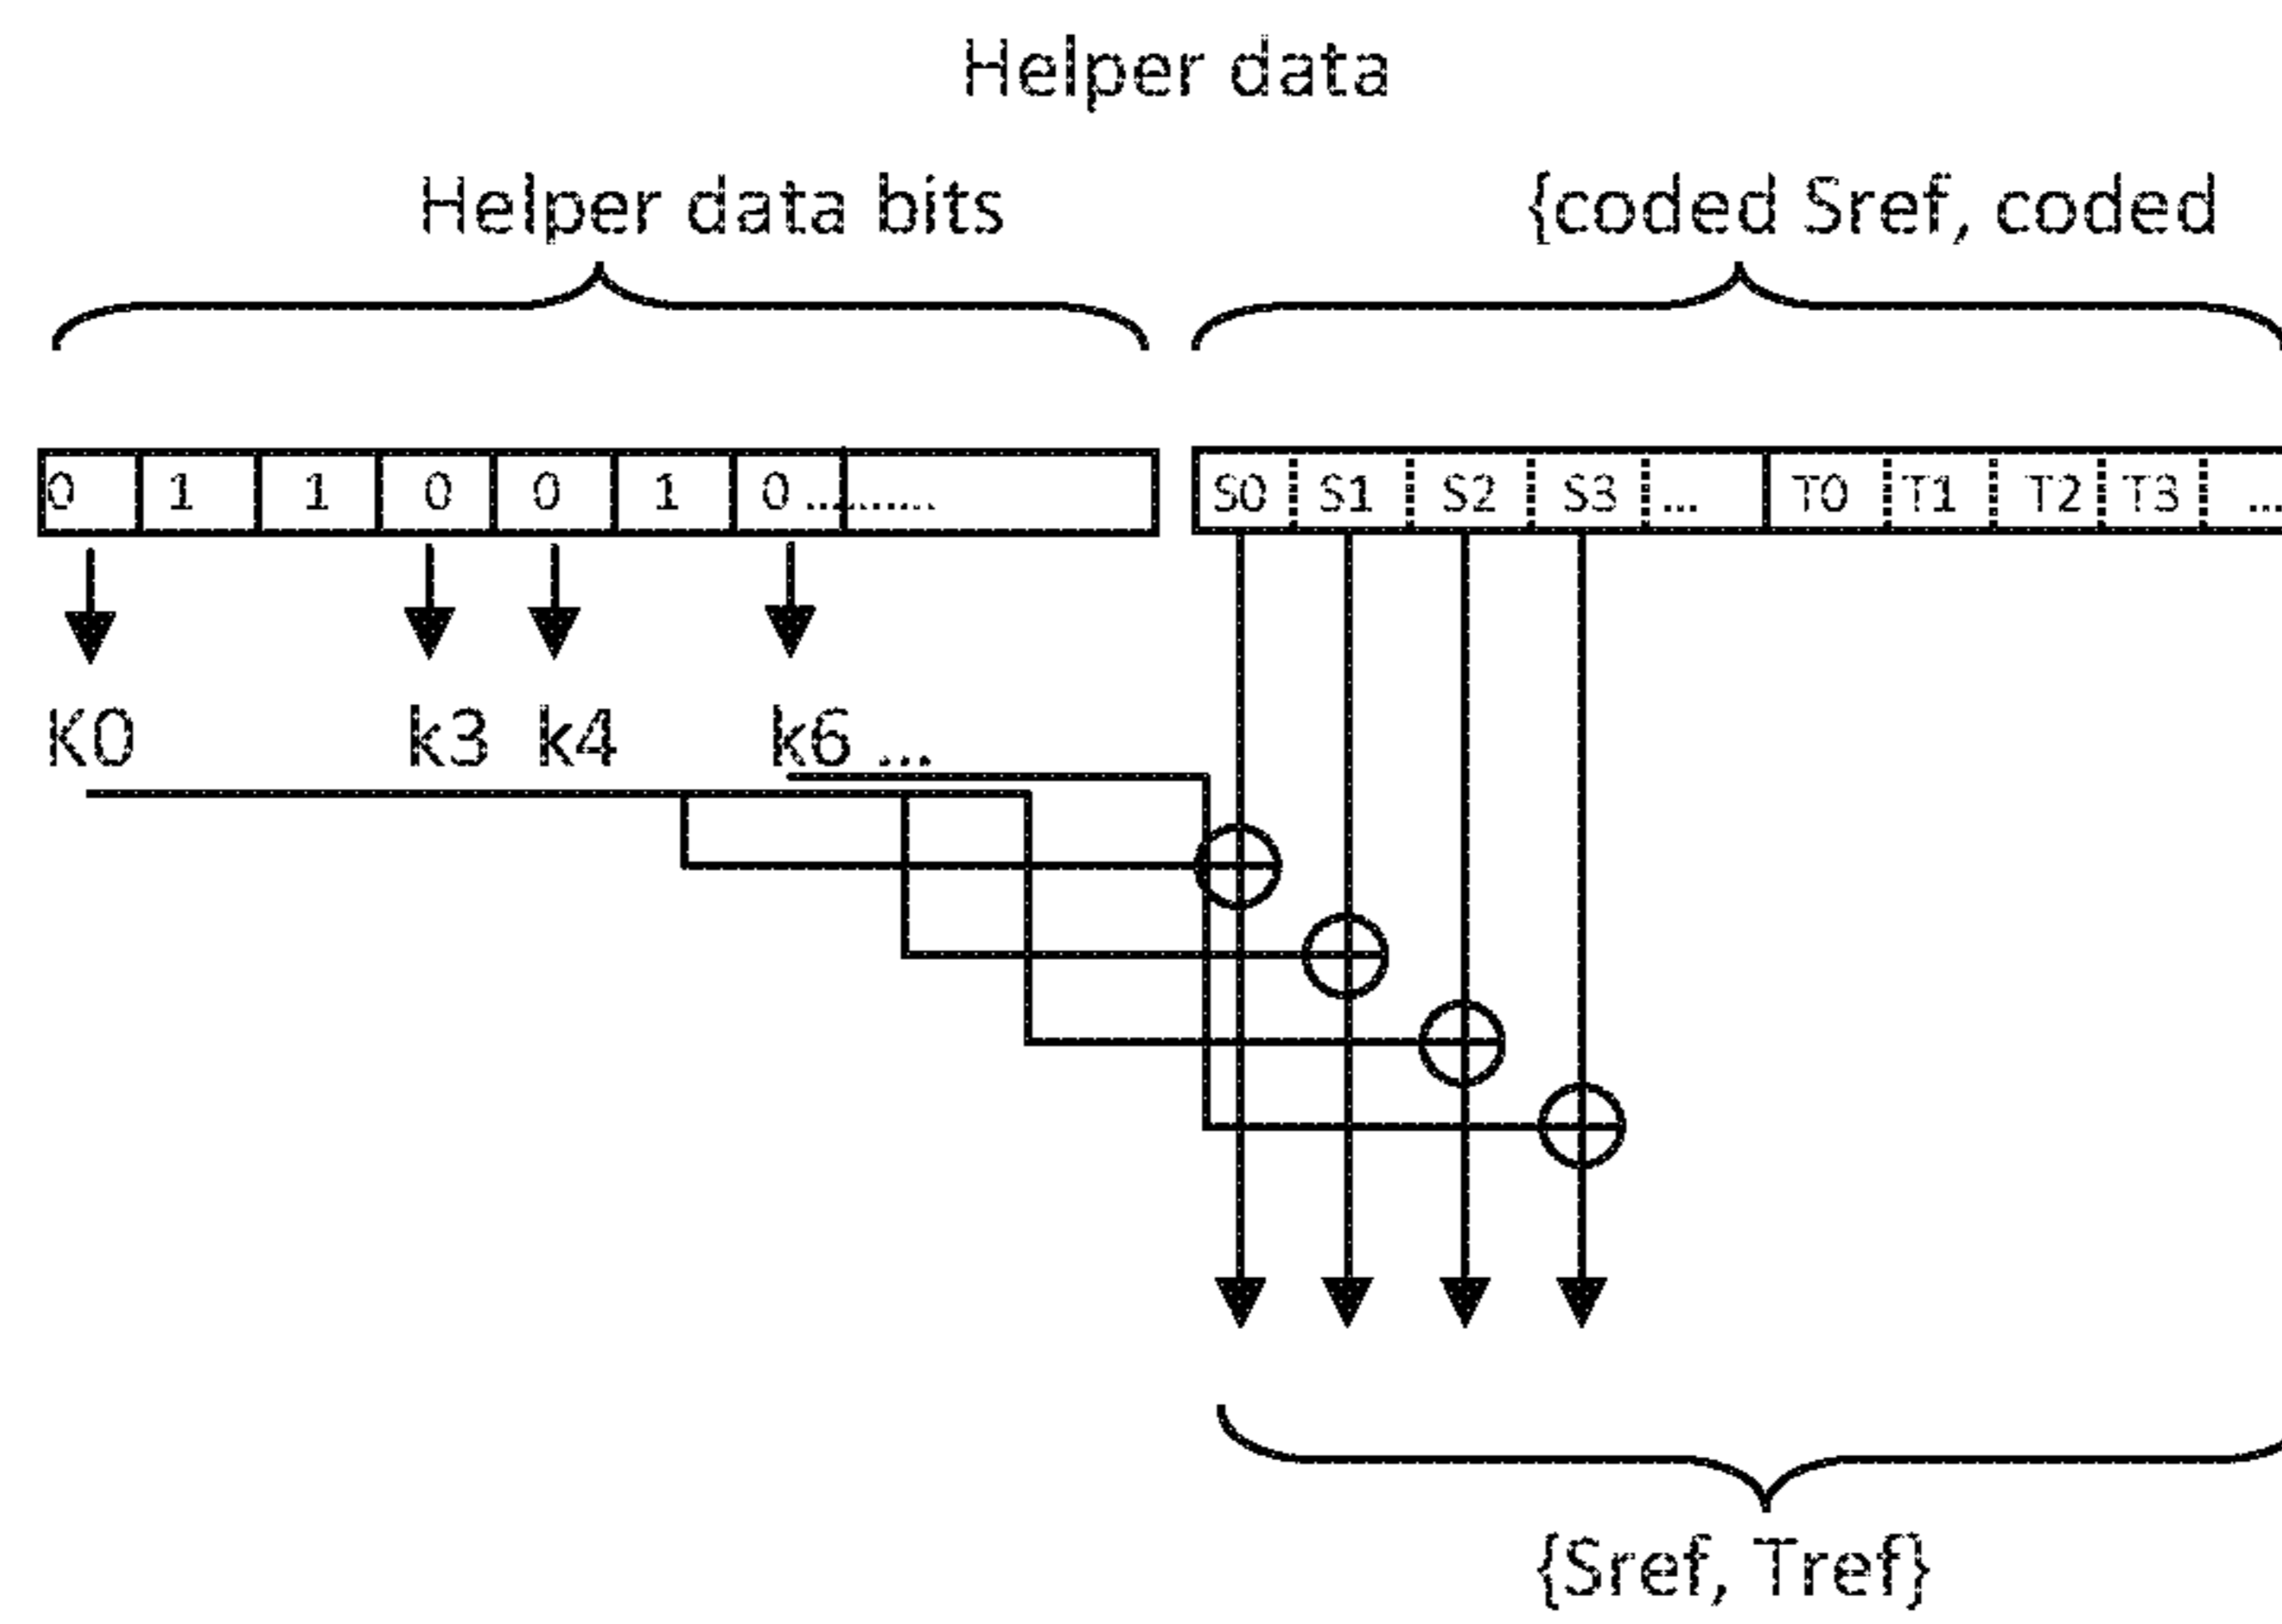 Helper data
Helper data bits {coded Sref, coded
0 1 1 0 0 1 0 .......... S0 S1 S2 S3 ... T0 T1 T2 T3 ...
K0 k3 k4 k6 ...
{Sref, Tref}